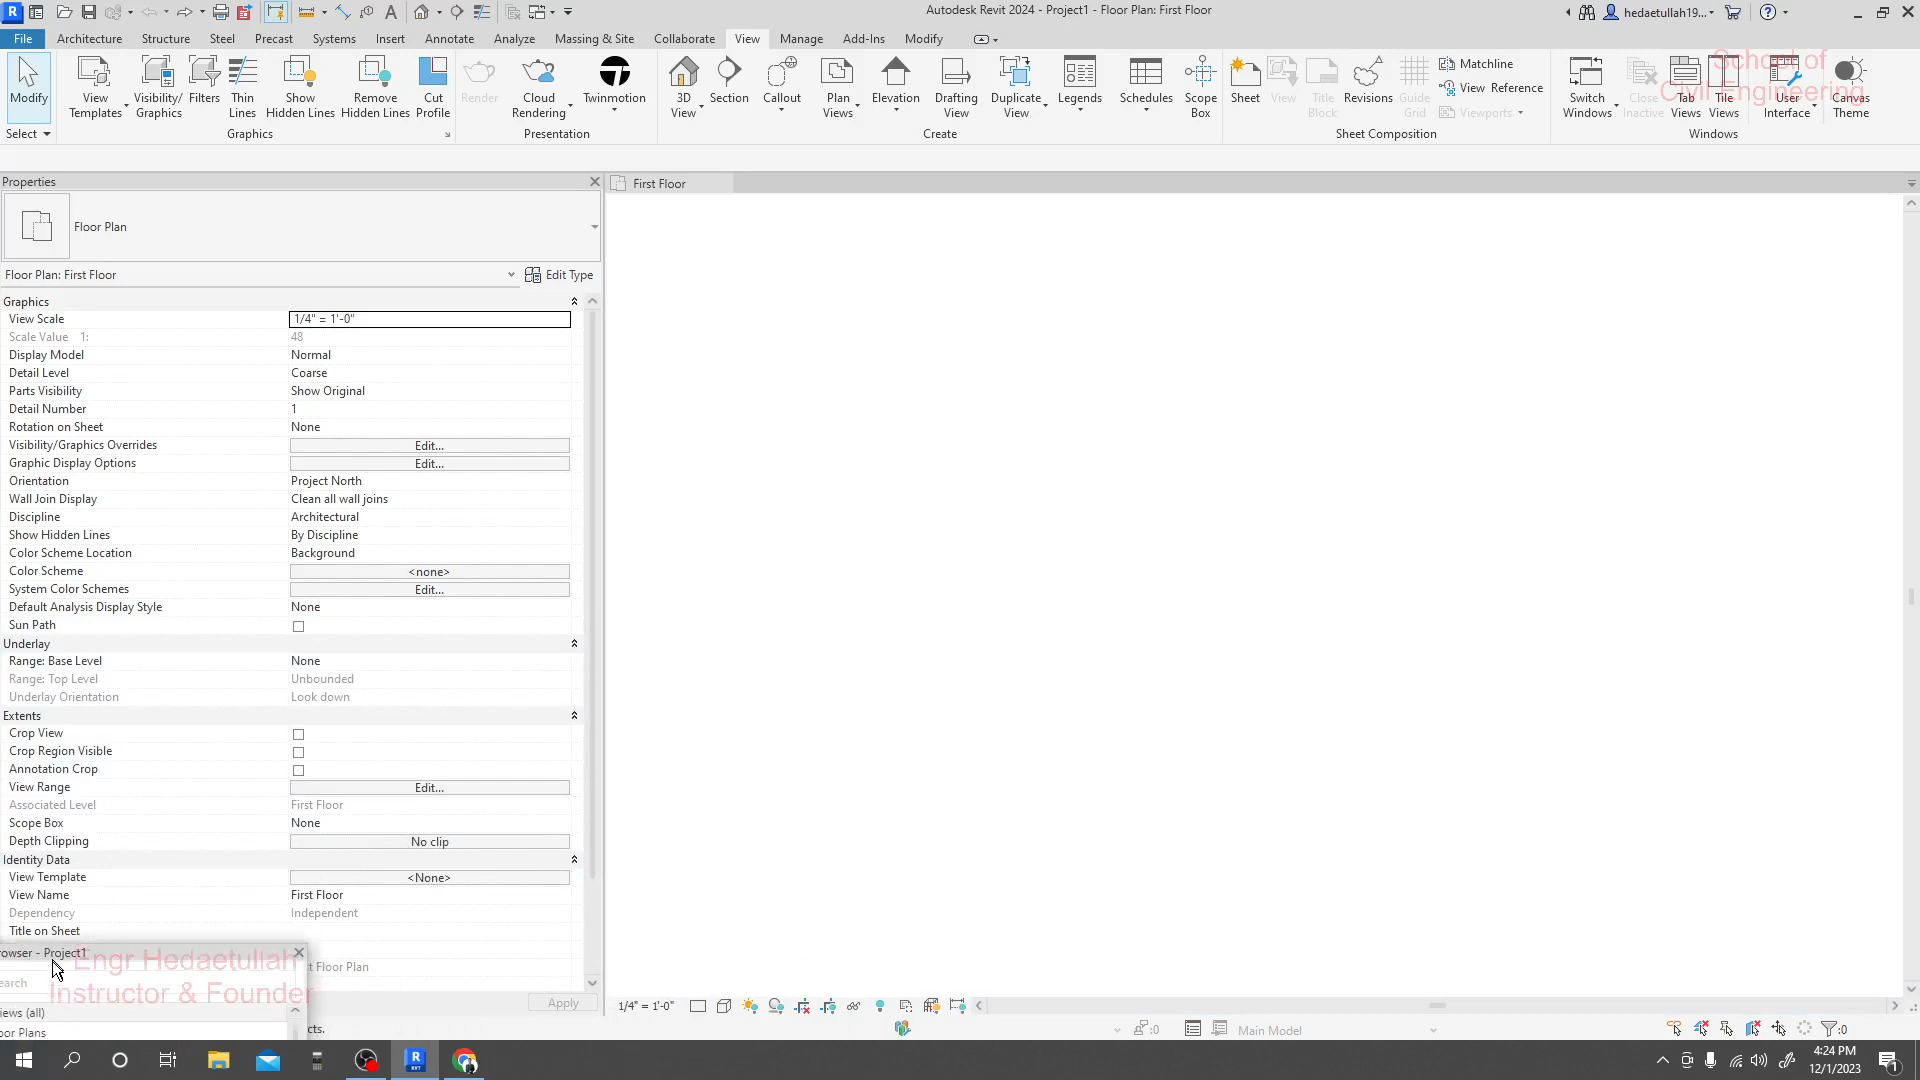 Autodesk Revit 2024 - Project1 - Floor Plan: First Floor
hedaetullah19...
File Architecture Structure Steel Precast Systems Insert Annotate Analyze Massing & Site Collaborate View Manage Add-Ins Modify
Modify
View Templates
Visibility/ Graphics
Filters
Thin Lines
Show Hidden Lines
Remove Hidden Lines
Cut Profile
Render
Cloud Rendering
Twinmotion
3D View
Section
Callout
Plan Views
Elevation
Drafting View
Duplicate View
Legends
Schedules
Scope Box
Sheet
View
Title Block
Revisions
Guide Grid
Matchline
View Reference
Viewports
Switch Windows
Close Inactive
Tab Views
Tile Views
User Interface
Canvas Theme
School of
Civil Engineering
Select
Graphics
Presentation
Create
Sheet Composition
Windows
Properties
First Floor
Floor Plan
Floor Plan: First Floor
Edit Type
Graphics
View Scale 1/4" = 1'-0"
Scale Value 1: 48
Display Model Normal
Detail Level Coarse
Parts Visibility Show Original
Detail Number 1
Rotation on Sheet None
Visibility/Graphics Overrides Edit...
Graphic Display Options Edit...
Orientation Project North
Wall Join Display Clean all wall joins
Discipline Architectural
Show Hidden Lines By Discipline
Color Scheme Location Background
Color Scheme <none>
System Color Schemes Edit...
Default Analysis Display Style None
Sun Path
Underlay
Range: Base Level None
Range: Top Level Unbounded
Underlay Orientation Look down
Extents
Crop View
Crop Region Visible
Annotation Crop
View Range Edit...
Associated Level First Floor
Scope Box None
Depth Clipping No clip
Identity Data
View Template <None>
View Name First Floor
Dependency Independent
Title on Sheet
rowser - Project1
Engr Hedaetullah
t Floor Plan
earch
Instructor & Founder
Apply
1/4" = 1'-0"
iews (all)
cts.
oor Plans
:0
Main Model
:0
4:24 PM
12/1/2023
1